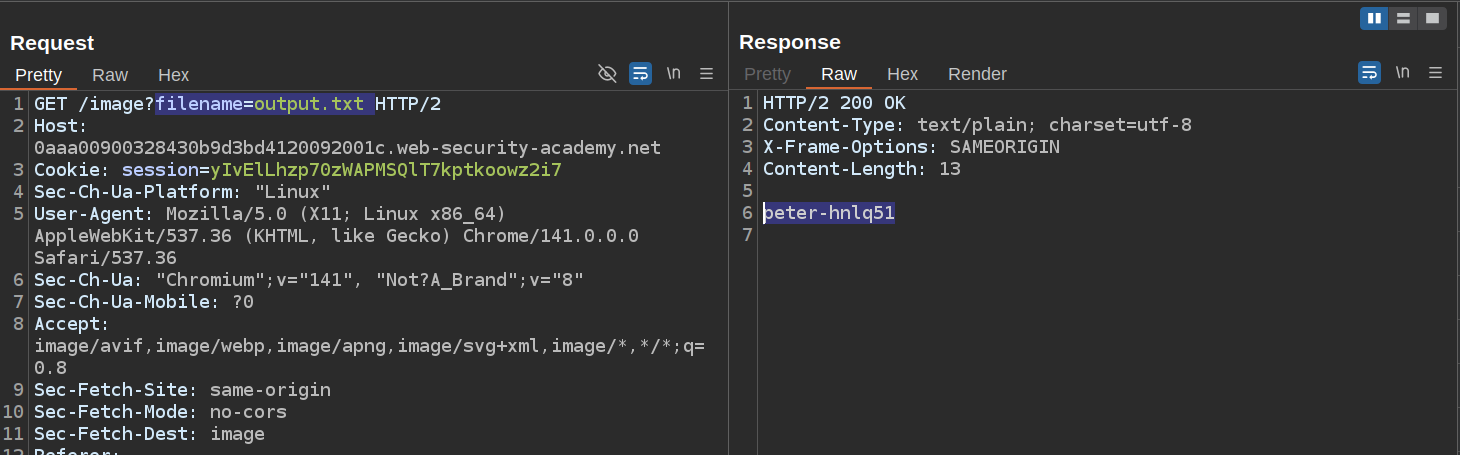 Request
Pretty Raw Hex \n
1 GET /image?filename=output.txt HTTP/2
2 Host:
0aaa00900328430b9d3bd4120092001c.web-security-academy.net
3 Cookie: session=yIvElLhzp70zWAPMSQlT7kptkoowz2i7
4 Sec-Ch-Ua-Platform: "Linux"
5 User-Agent: Mozilla/5.0 (X11; Linux x86_64)
AppleWebKit/537.36 (KHTML, like Gecko) Chrome/141.0.0.0
Safari/537.36
6 Sec-Ch-Ua: "Chromium";v="141", "Not?A_Brand";v="8"
7 Sec-Ch-Ua-Mobile: ?0
8 Accept:
image/avif,image/webp,image/apng,image/svg+xml,image/*,*/*;q=
0.8
9 Sec-Fetch-Site: same-origin
10 Sec-Fetch-Mode: no-cors
11 Sec-Fetch-Dest: image
12 Referer:
Response
Pretty Raw Hex Render \n
1 HTTP/2 200 OK
2 Content-Type: text/plain; charset=utf-8
3 X-Frame-Options: SAMEORIGIN
4 Content-Length: 13
5
6 peter-hnlq51
7